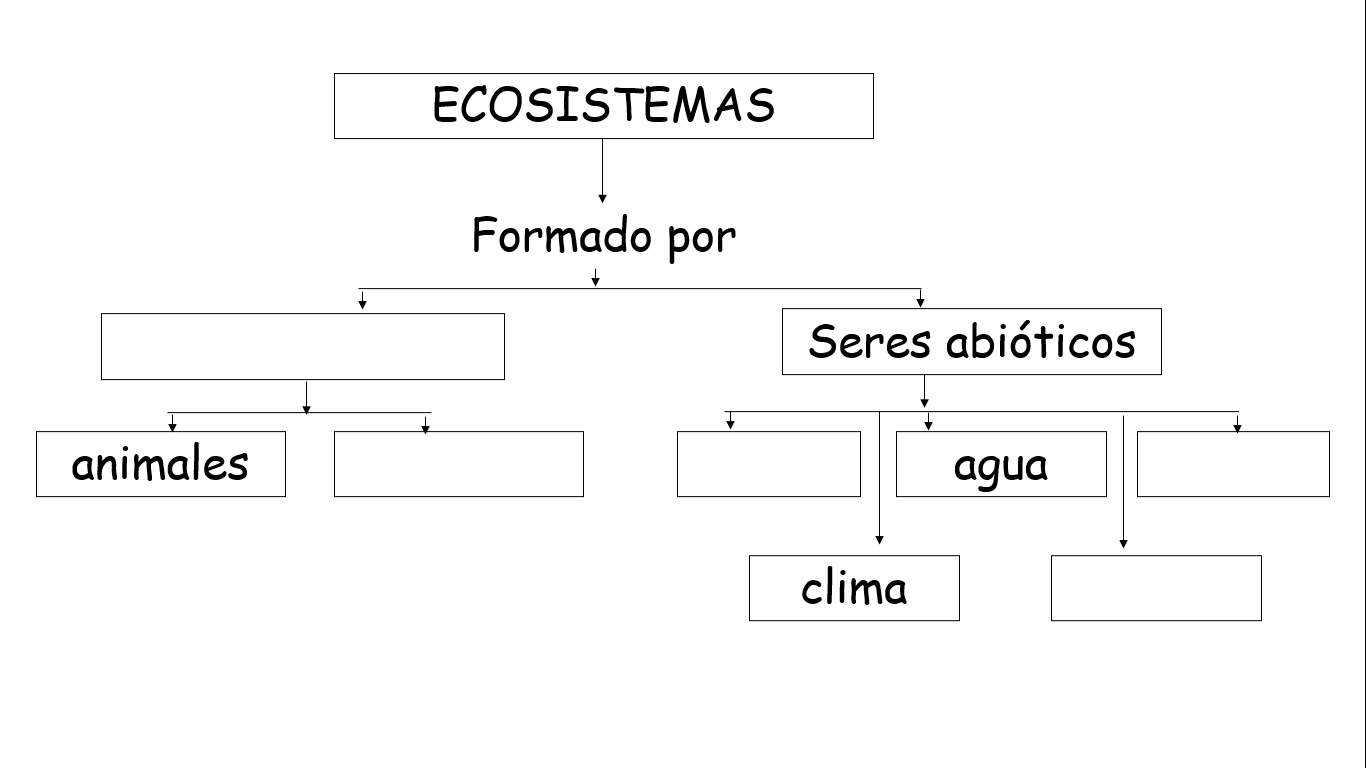 ECOSISTEMAS
Formado por
Seres abióticos
animales
agua
clima